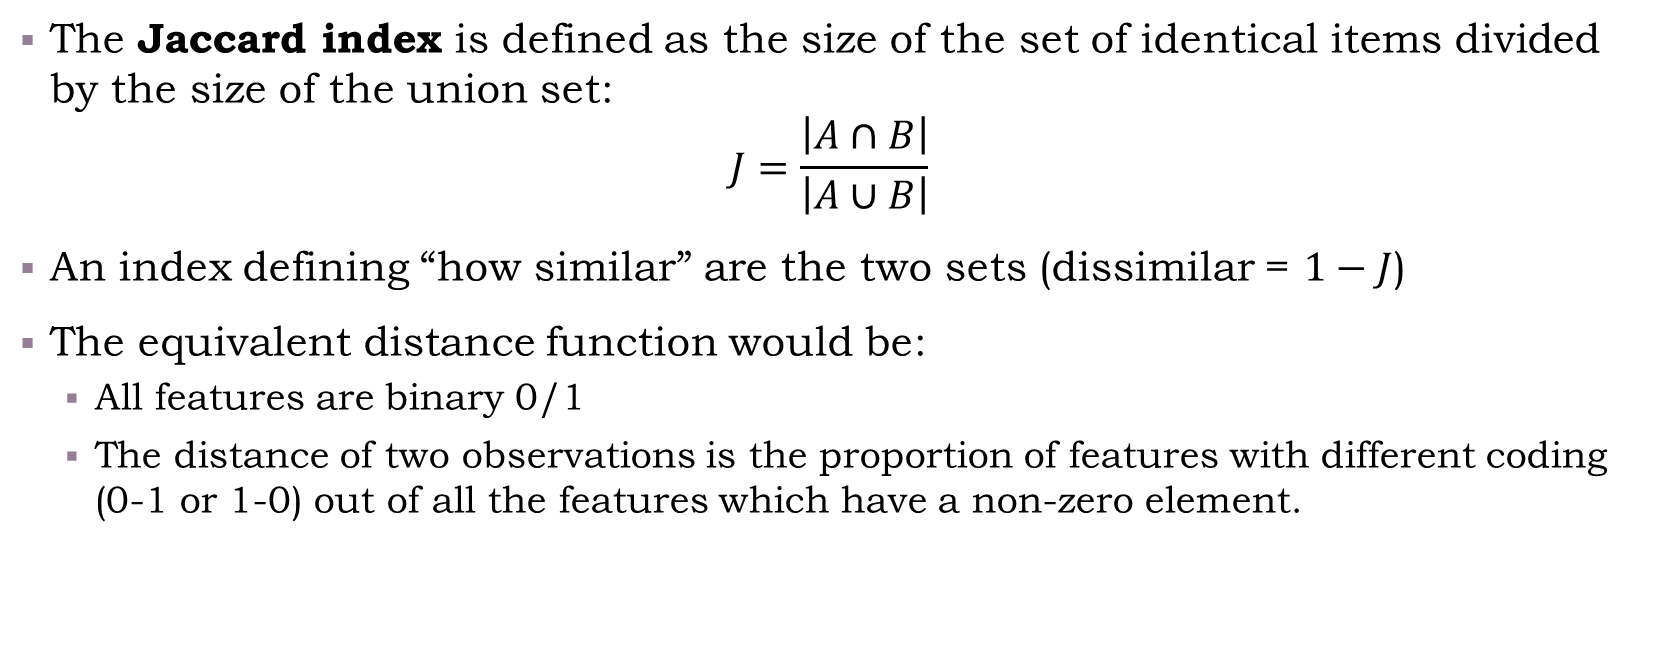 ▪ The Jaccard index is defined as the size of the set of identical items divided
by the size of the union set:
J = |A ∩ B| / |A ∪ B|
▪ An index defining “how similar” are the two sets (dissimilar = 1 – J)
▪ The equivalent distance function would be:
▪ All features are binary 0/1
▪ The distance of two observations is the proportion of features with different coding
(0-1 or 1-0) out of all the features which have a non-zero element.